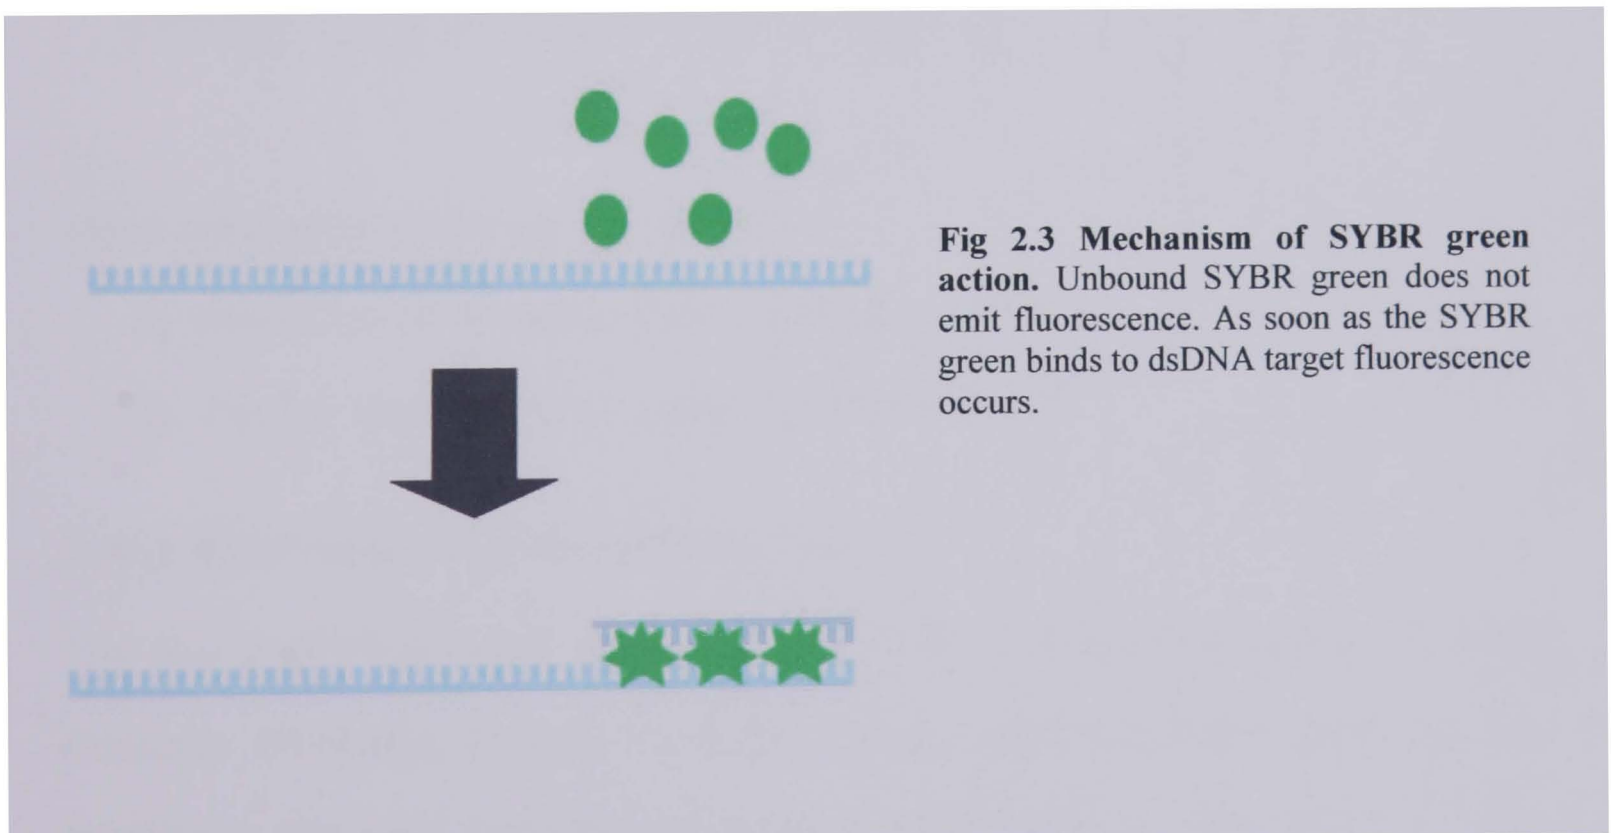 Fig 2.3 Mechanism of SYBR green
action. Unbound SYBR green does not
emit fluorescence. As soon as the SYBR
green binds to dsDNA target fluorescence
occurs.